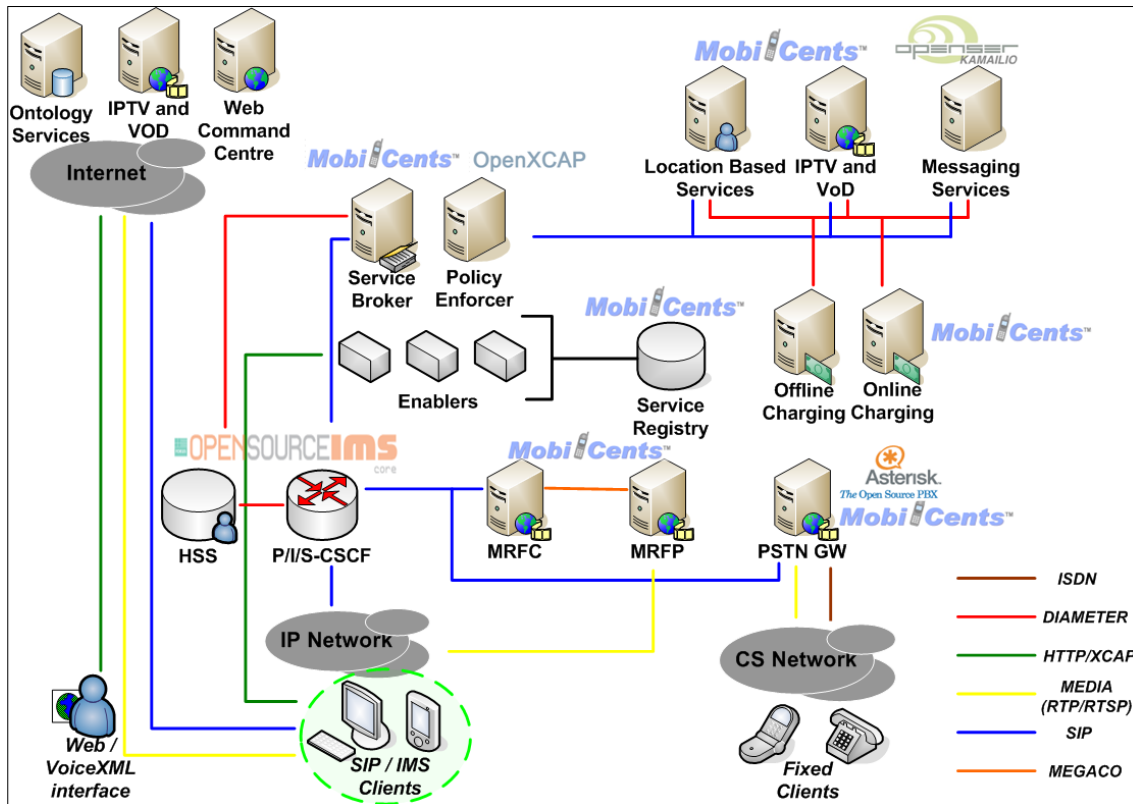 Ontology
Services
IPTV and
VOD
Web
Command
Centre
Internet
MobiCents™
OpenXCAP
MobiCents™
openser
KAMAILIO
Location Based
Services
IPTV and
VoD
Messaging
Services
Service
Broker
Policy
Enforcer
Enablers
MobiCents™
Service
Registry
Offline
Charging
Online
Charging
MobiCents™
OPENSOURCEIMS
core
HSS
P/I/S-CSCF
MobiCents™
MRFC
MRFP
Asterisk
The Open Source PBX
MobiCents™
PSTN GW
IP Network
CS Network
Web /
VoiceXML
interface
SIP / IMS
Clients
Fixed
Clients
ISDN
DIAMETER
HTTP/XCAP
MEDIA
(RTP/RTSP)
SIP
MEGACO